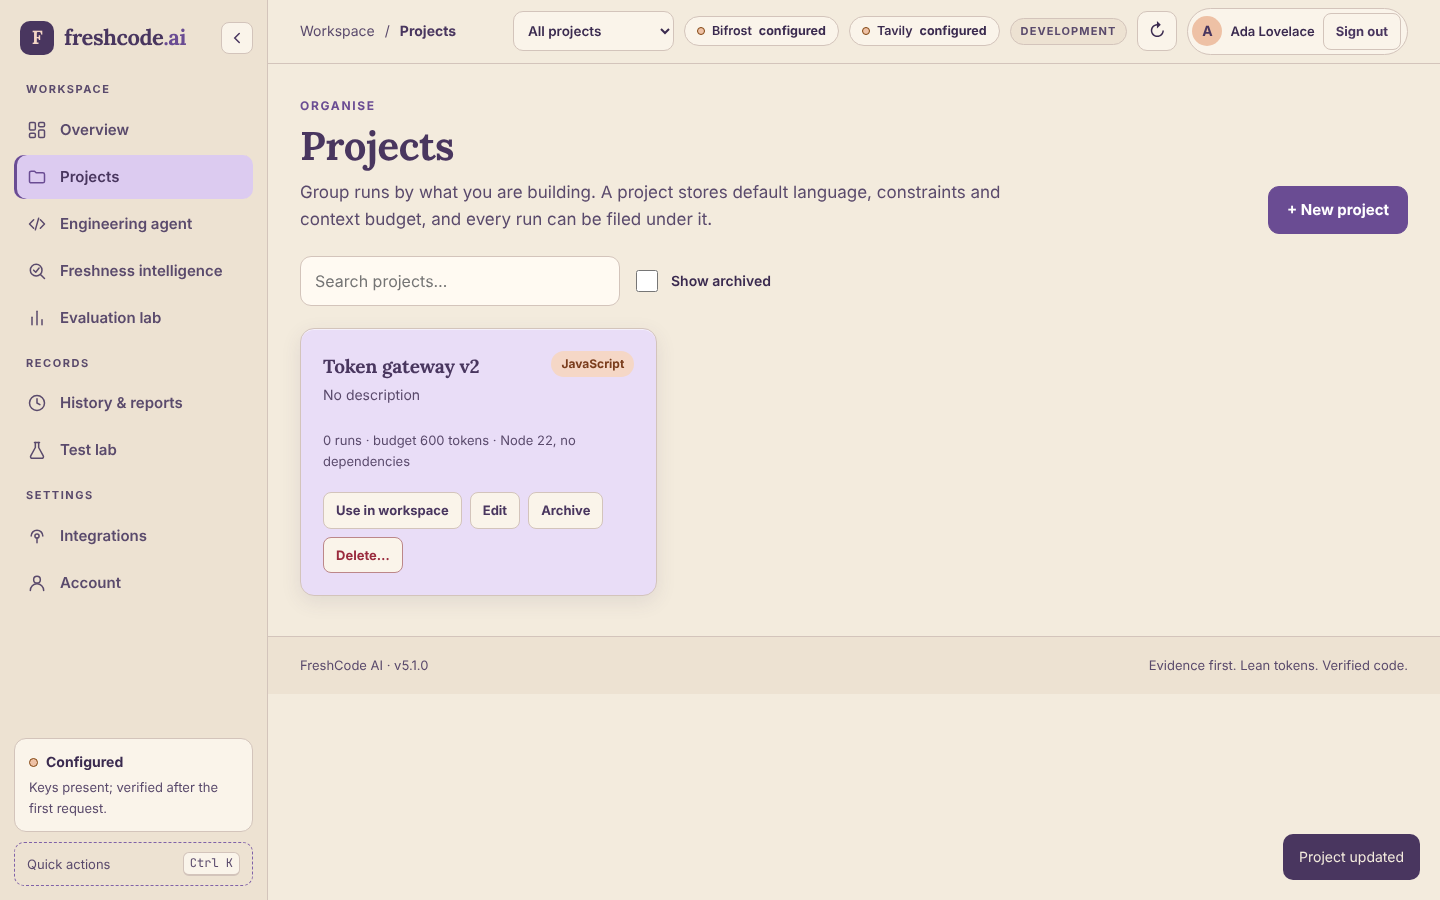 F freshcode.ai
WORKSPACE
Overview
Projects
Engineering agent
Freshness intelligence
Evaluation lab
RECORDS
History & reports
Test lab
SETTINGS
Integrations
Account
Configured
Keys present; verified after the
first request.
Quick actions Ctrl K
Workspace / Projects
All projects
Bifrost configured
Tavily configured
DEVELOPMENT
A Ada Lovelace Sign out
ORGANISE
Projects
Group runs by what you are building. A project stores default language, constraints and
context budget, and every run can be filed under it.
+ New project
Search projects...
Show archived
Token gateway v2
JavaScript
No description
0 runs · budget 600 tokens · Node 22, no
dependencies
Use in workspace Edit Archive
Delete...
FreshCode AI · v5.1.0
Evidence first. Lean tokens. Verified code.
Project updated